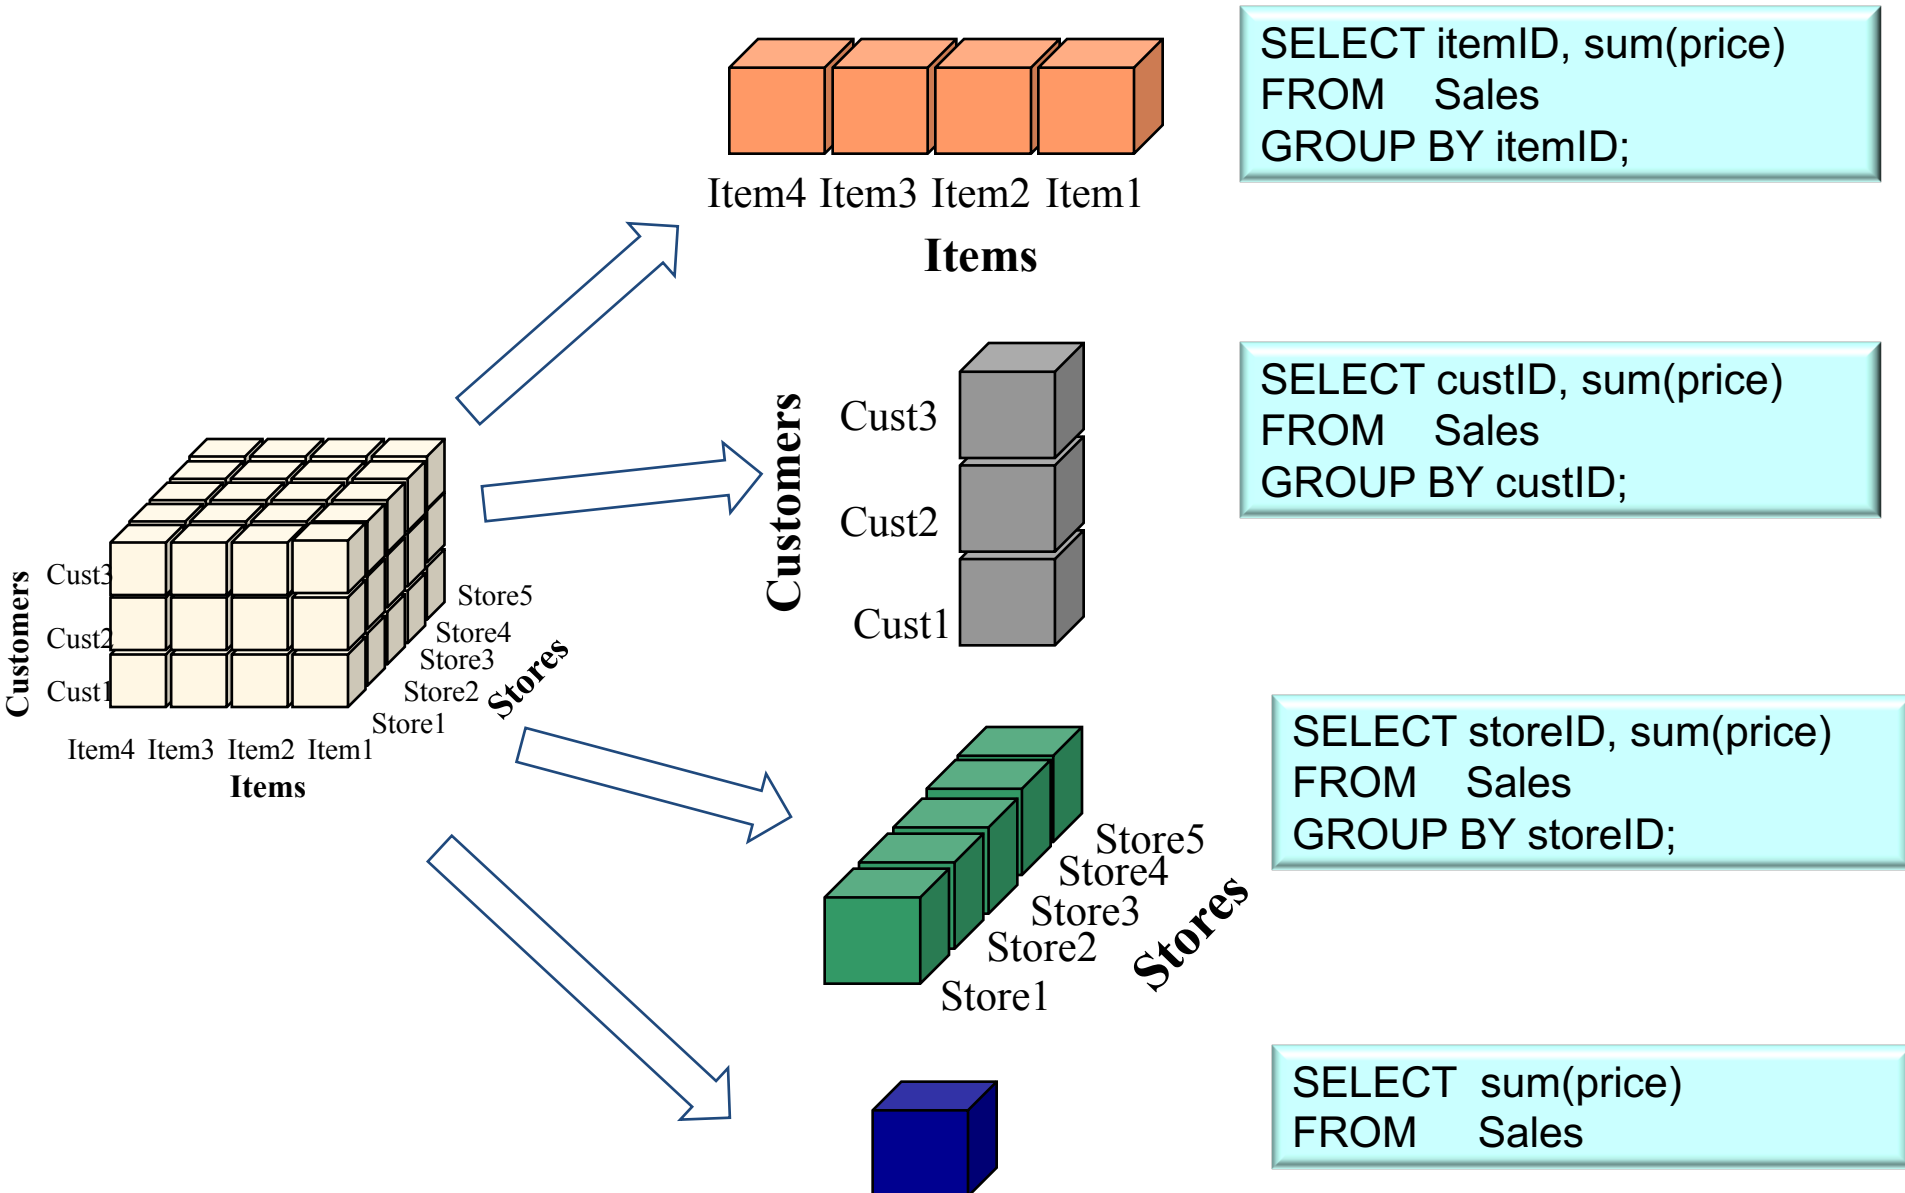 SELECT itemID, sum(price)
FROM Sales
GROUP BY itemID;
Item4 Item3 Item2 Item1
Items
SELECT custID, sum(price)
FROM Sales
GROUP BY custID;
Customers
Cust3
Cust2
Cust1
Customers
Cust3
Cust2
Cust1
Store5
Store4
Store3
Store2
Store1
Stores
Item4 Item3 Item2 Item1
Items
SELECT storeID, sum(price)
FROM Sales
GROUP BY storeID;
Store5
Store4
Store3
Store2
Store1
Stores
SELECT sum(price)
FROM Sales